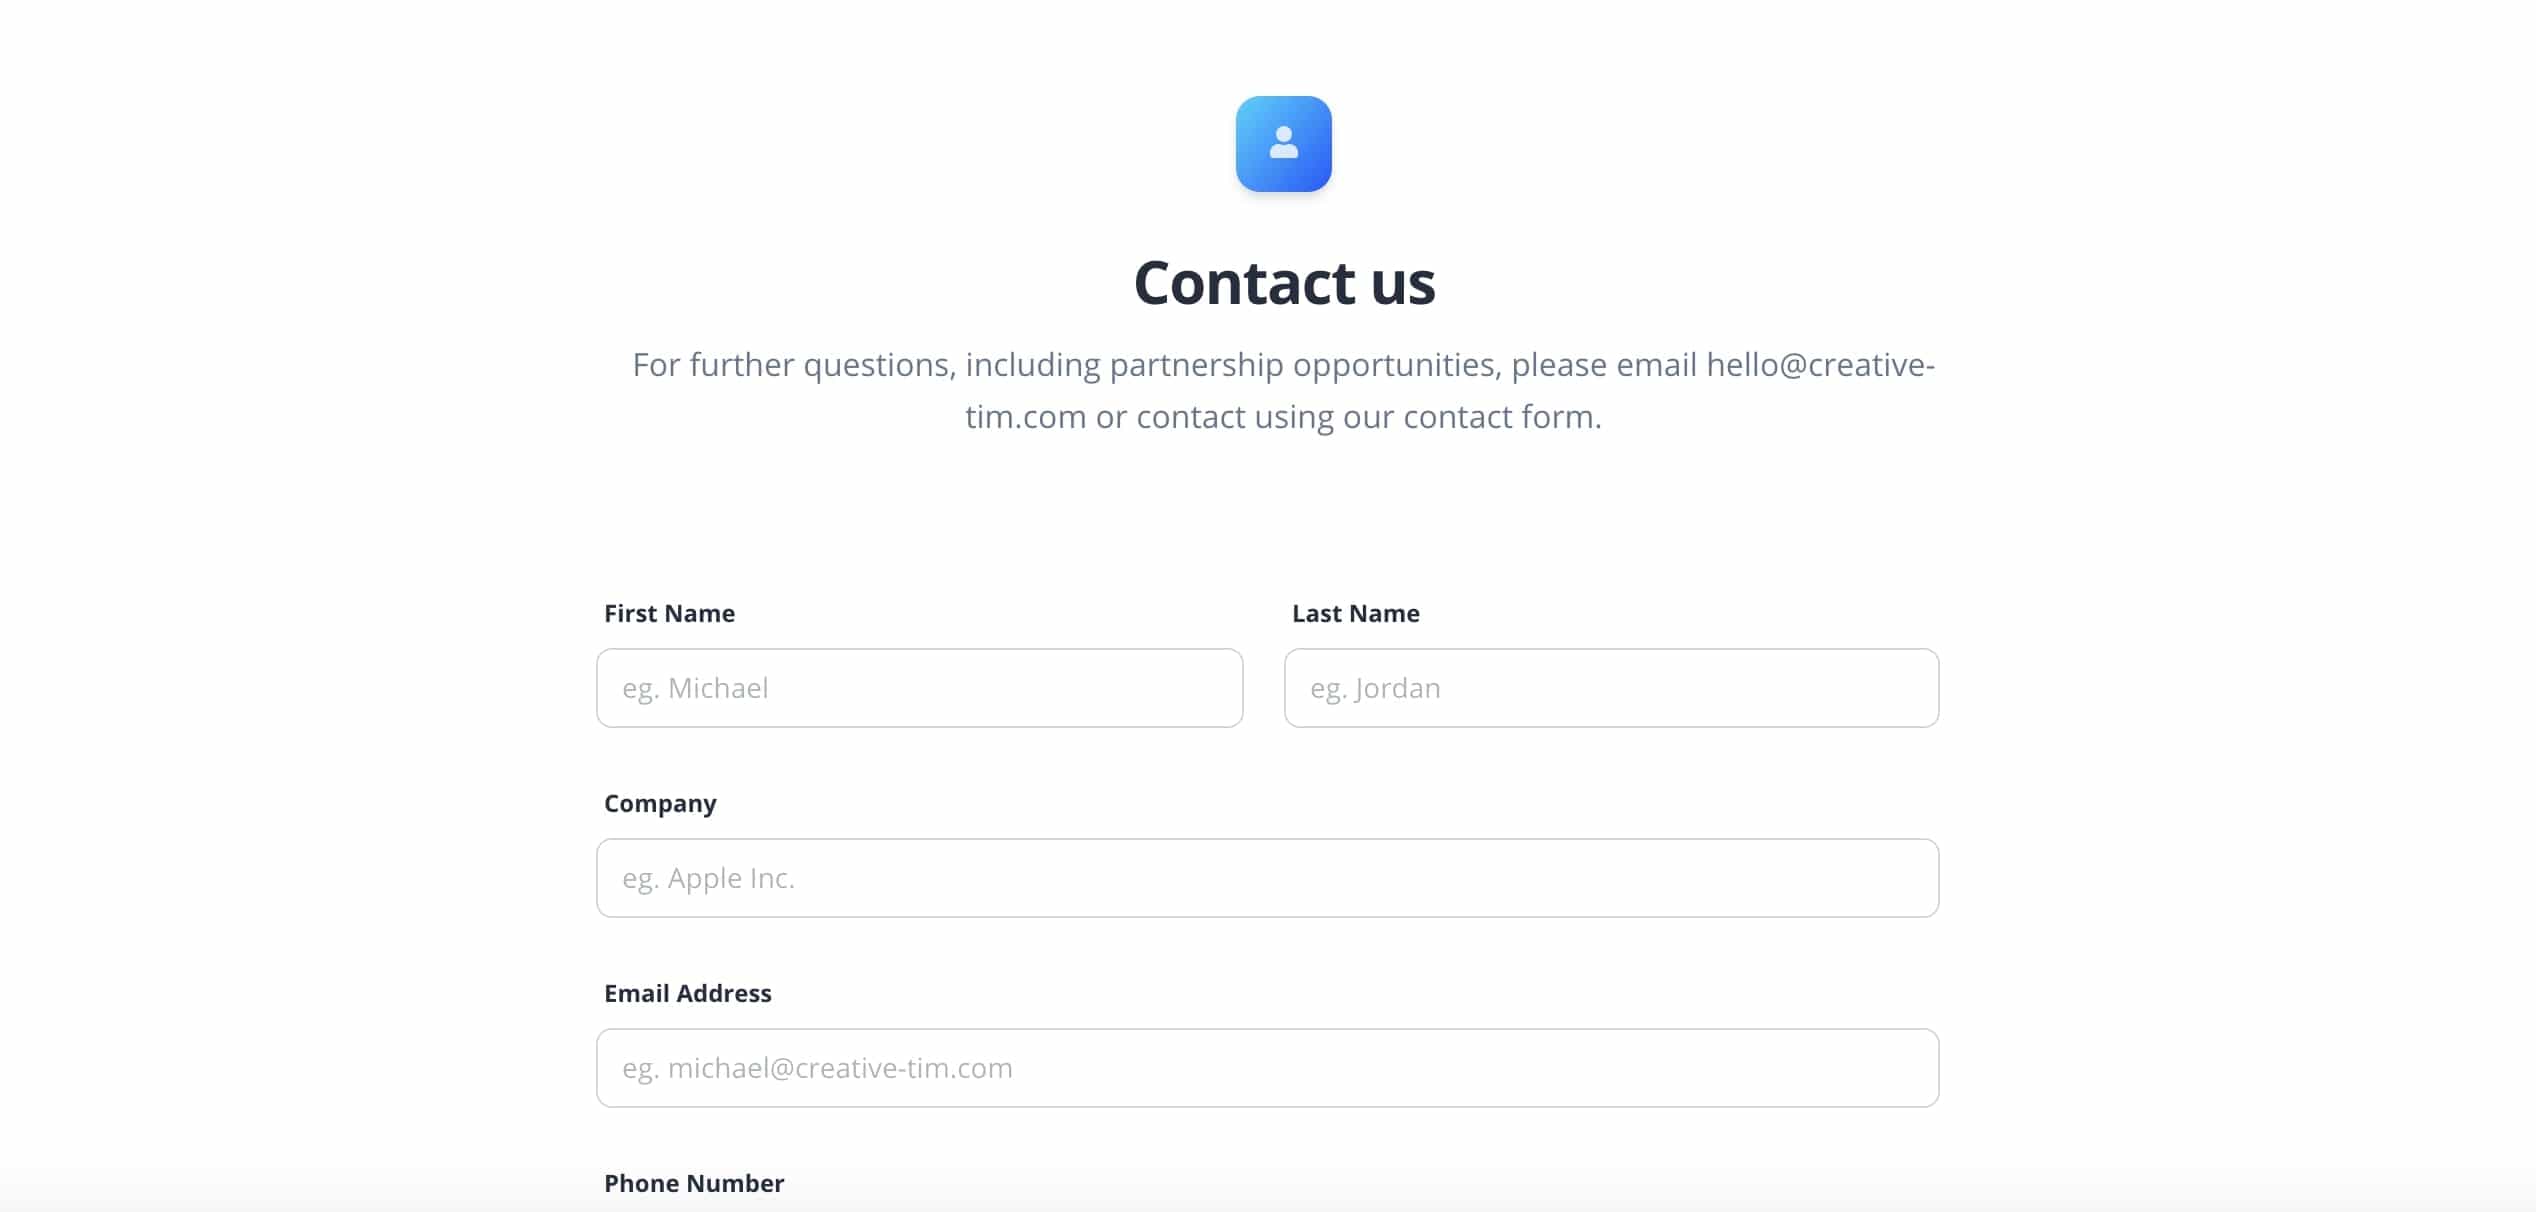 Contact us
For further questions, including partnership opportunities, please email hello@creative-
tim.com or contact using our contact form.
First Name
Last Name
eg. Michael
eg. Jordan
Company
eg. Apple Inc.
Email Address
eg. michael@creative-tim.com
Phone Number